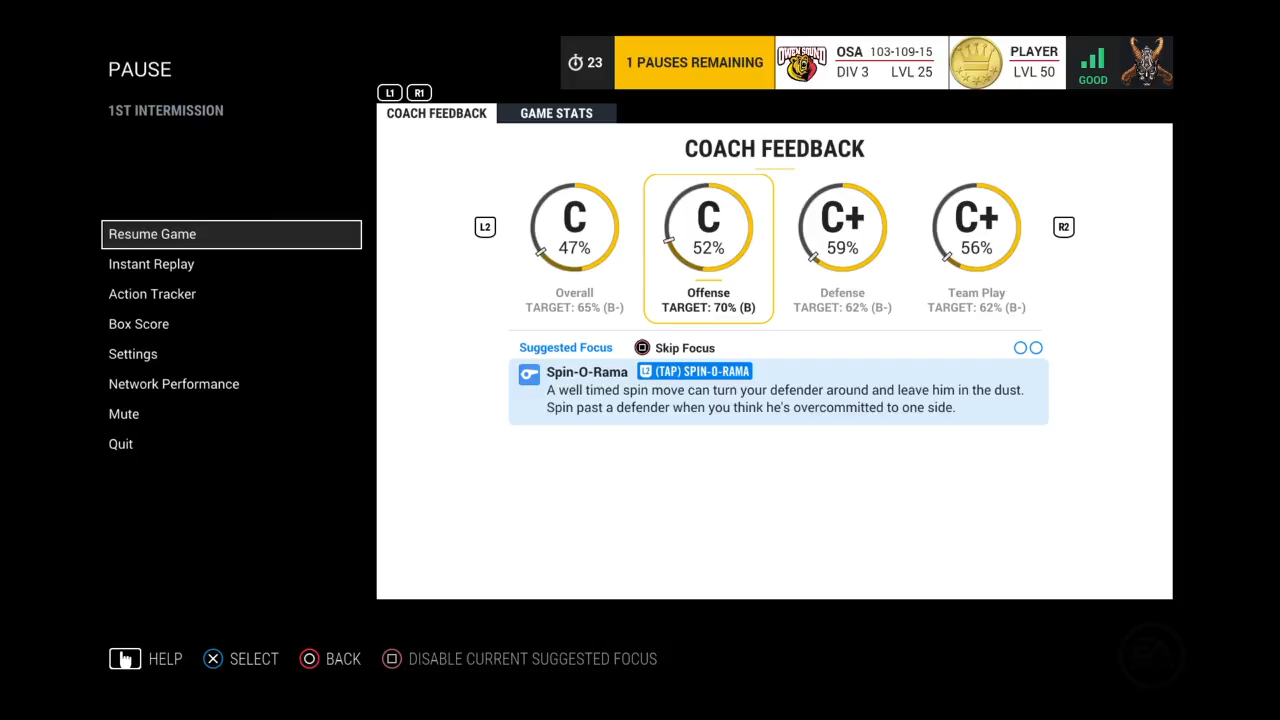 PAUSE
1ST INTERMISSION
23
1 PAUSES REMAINING
OWEN SOUND
OSA 103-109-15
DIV 3 LVL 25
PLAYER
LVL 50
GOOD
L1 R1
COACH FEEDBACK GAME STATS
COACH FEEDBACK
L2
C
47%
Overall
TARGET: 65% (B-)
C
52%
Offense
TARGET: 70% (B)
C+
59%
Defense
TARGET: 62% (B-)
C+
56%
Team Play
TARGET: 62% (B-)
R2
Suggested Focus Skip Focus
Spin-O-Rama L2 (TAP) SPIN-O-RAMA
A well timed spin move can turn your defender around and leave him in the dust.
Spin past a defender when you think he's overcommitted to one side.
Resume Game
Instant Replay
Action Tracker
Box Score
Settings
Network Performance
Mute
Quit
HELP SELECT BACK DISABLE CURRENT SUGGESTED FOCUS
EA